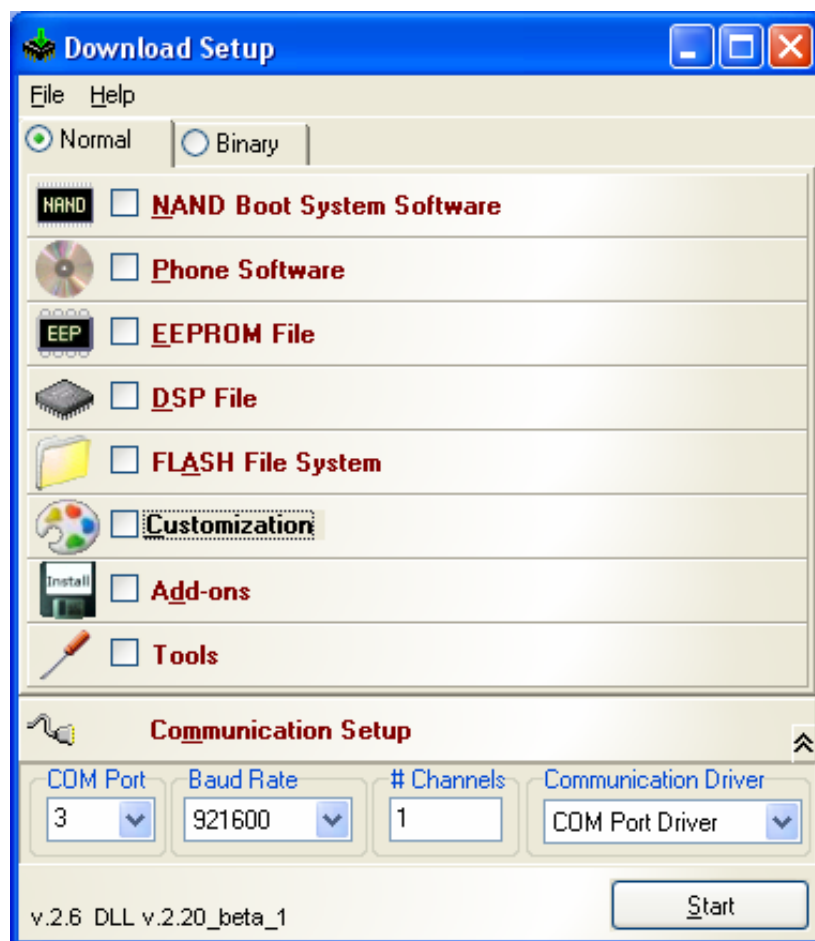 Download Setup
File Help
Normal Binary
NAND NAND Boot System Software
Phone Software
EEP EEPROM File
DSP File
FLASH File System
Customization
Install Add-ons
Tools
Communication Setup
COM Port Baud Rate # Channels Communication Driver
3 921600 1 COM Port Driver
v.2.6 DLL v.2.20_beta_1 Start